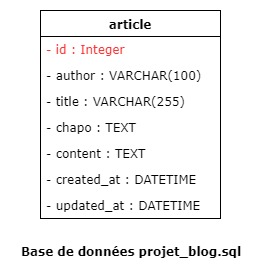 article
- id : Integer
- author : VARCHAR(100)
- title : VARCHAR(255)
- chapo : TEXT
- content : TEXT
- created_at : DATETIME
- updated_at : DATETIME
Base de données projet_blog.sql